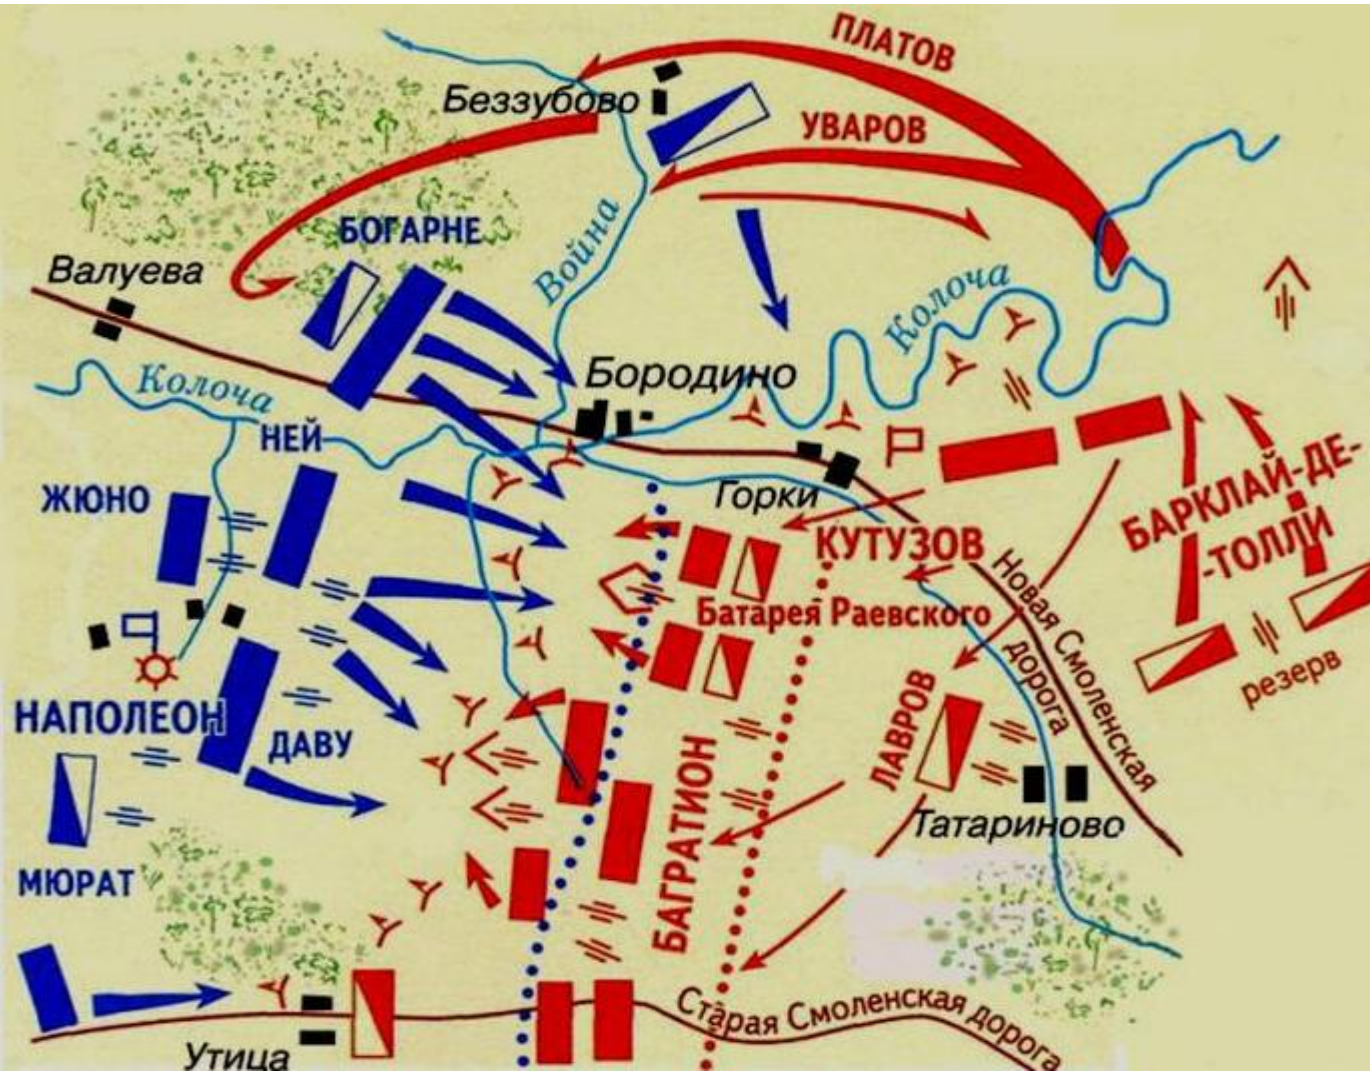 ПЛАТОВ
Беззубово
УВАРОВ
БОГАРНЕ
Война
Валуева
Колоча
Колоча
Бородино
НЕЙ
ЖЮНО
Горки
БАРКЛАЙ-ДЕ-
-ТОЛЛИ
КУТУЗОВ
Батарея Раевского
Новая Смоленская
дорога
резерв
НАПОЛЕОН
ДАВУ
ЛАВРОВ
БАГРАТИОН
Татариново
МЮРАТ
Старая Смоленская дорога
Утица